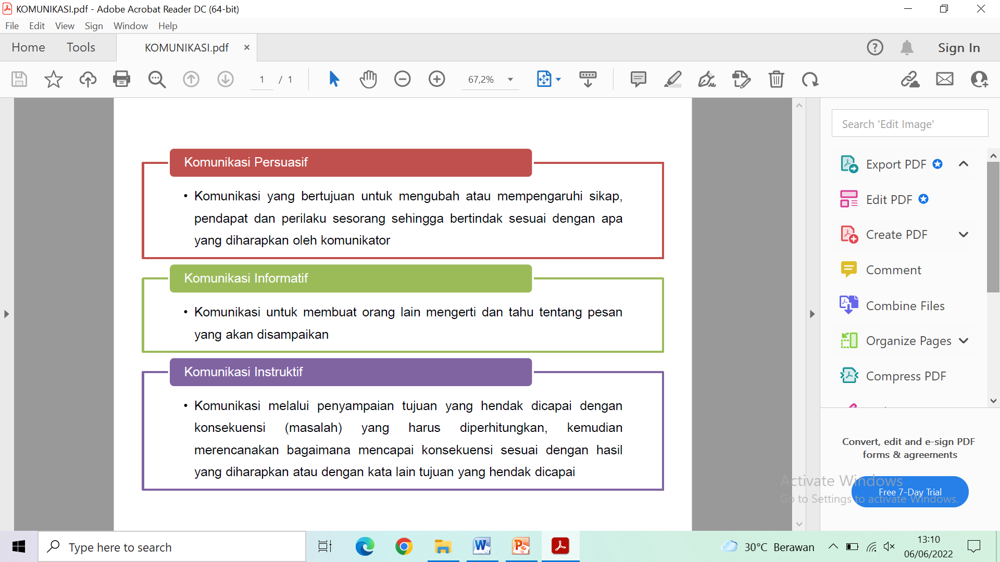 KOMUNIKASI.pdf - Adobe Acrobat Reader DC (64-bit)
File Edit View Sign Window Help
Home Tools KOMUNIKASI.pdf × Sign In
1 / 1 67,2%
Komunikasi Persuasif
• Komunikasi yang bertujuan untuk mengubah atau mempengaruhi sikap,
pendapat dan perilaku sesorang sehingga bertindak sesuai dengan apa
yang diharapkan oleh komunikator
Komunikasi Informatif
• Komunikasi untuk membuat orang lain mengerti dan tahu tentang pesan
yang akan disampaikan
Komunikasi Instruktif
• Komunikasi melalui penyampaian tujuan yang hendak dicapai dengan
konsekuensi (masalah) yang harus diperhitungkan, kemudian
merencanakan bagaimana mencapai konsekuensi sesuai dengan hasil
yang diharapkan atau dengan kata lain tujuan yang hendak dicapai
Search 'Edit Image'
Export PDF
Edit PDF
Create PDF
Comment
Combine Files
Organize Pages
Compress PDF
Convert, edit and e-sign PDF
forms & agreements
Free 7-Day Trial
Activate Windows
Go to Settings to activate Windows.
Type here to search
30°C Berawan
13:10
06/06/2022